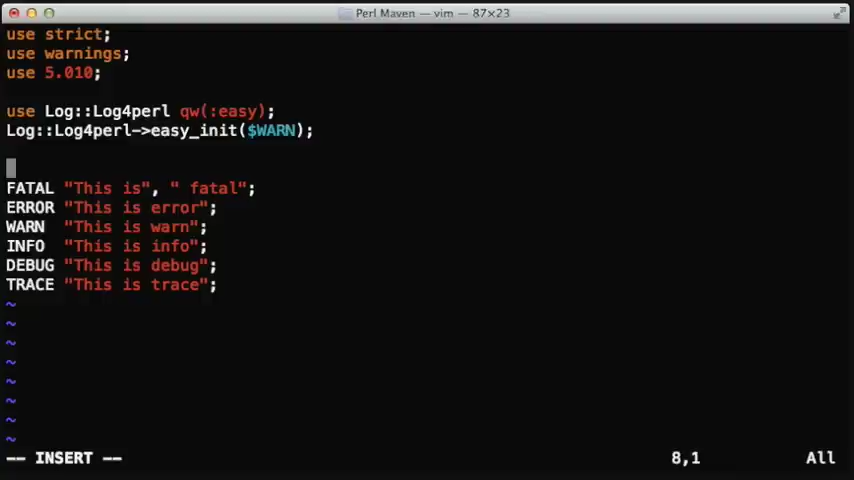 Perl Maven — vim — 87×23
use strict;
use warnings;
use 5.010;
use Log::Log4perl qw(:easy);
Log::Log4perl->easy_init($WARN);
FATAL "This is", " fatal";
ERROR "This is error";
WARN  "This is warn";
INFO  "This is info";
DEBUG "This is debug";
TRACE "This is trace";
~
~
~
~
~
~
~
~
-- INSERT -- 8,1 All